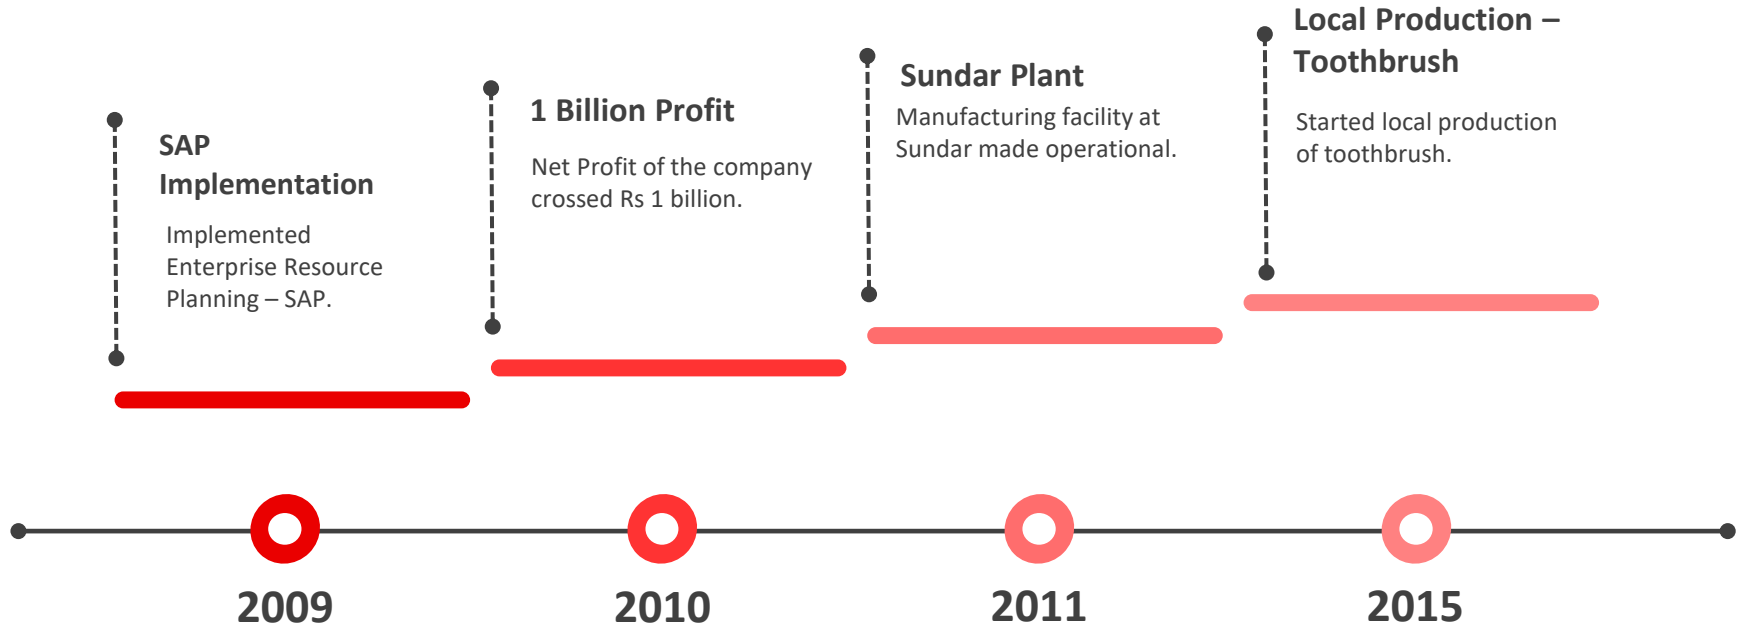 SAP
Implementation
Implemented
Enterprise Resource
Planning – SAP.
1 Billion Profit
Net Profit of the company
crossed Rs 1 billion.
Sundar Plant
Manufacturing facility at
Sundar made operational.
Local Production –
Toothbrush
Started local production
of toothbrush.
2009
2010
2011
2015